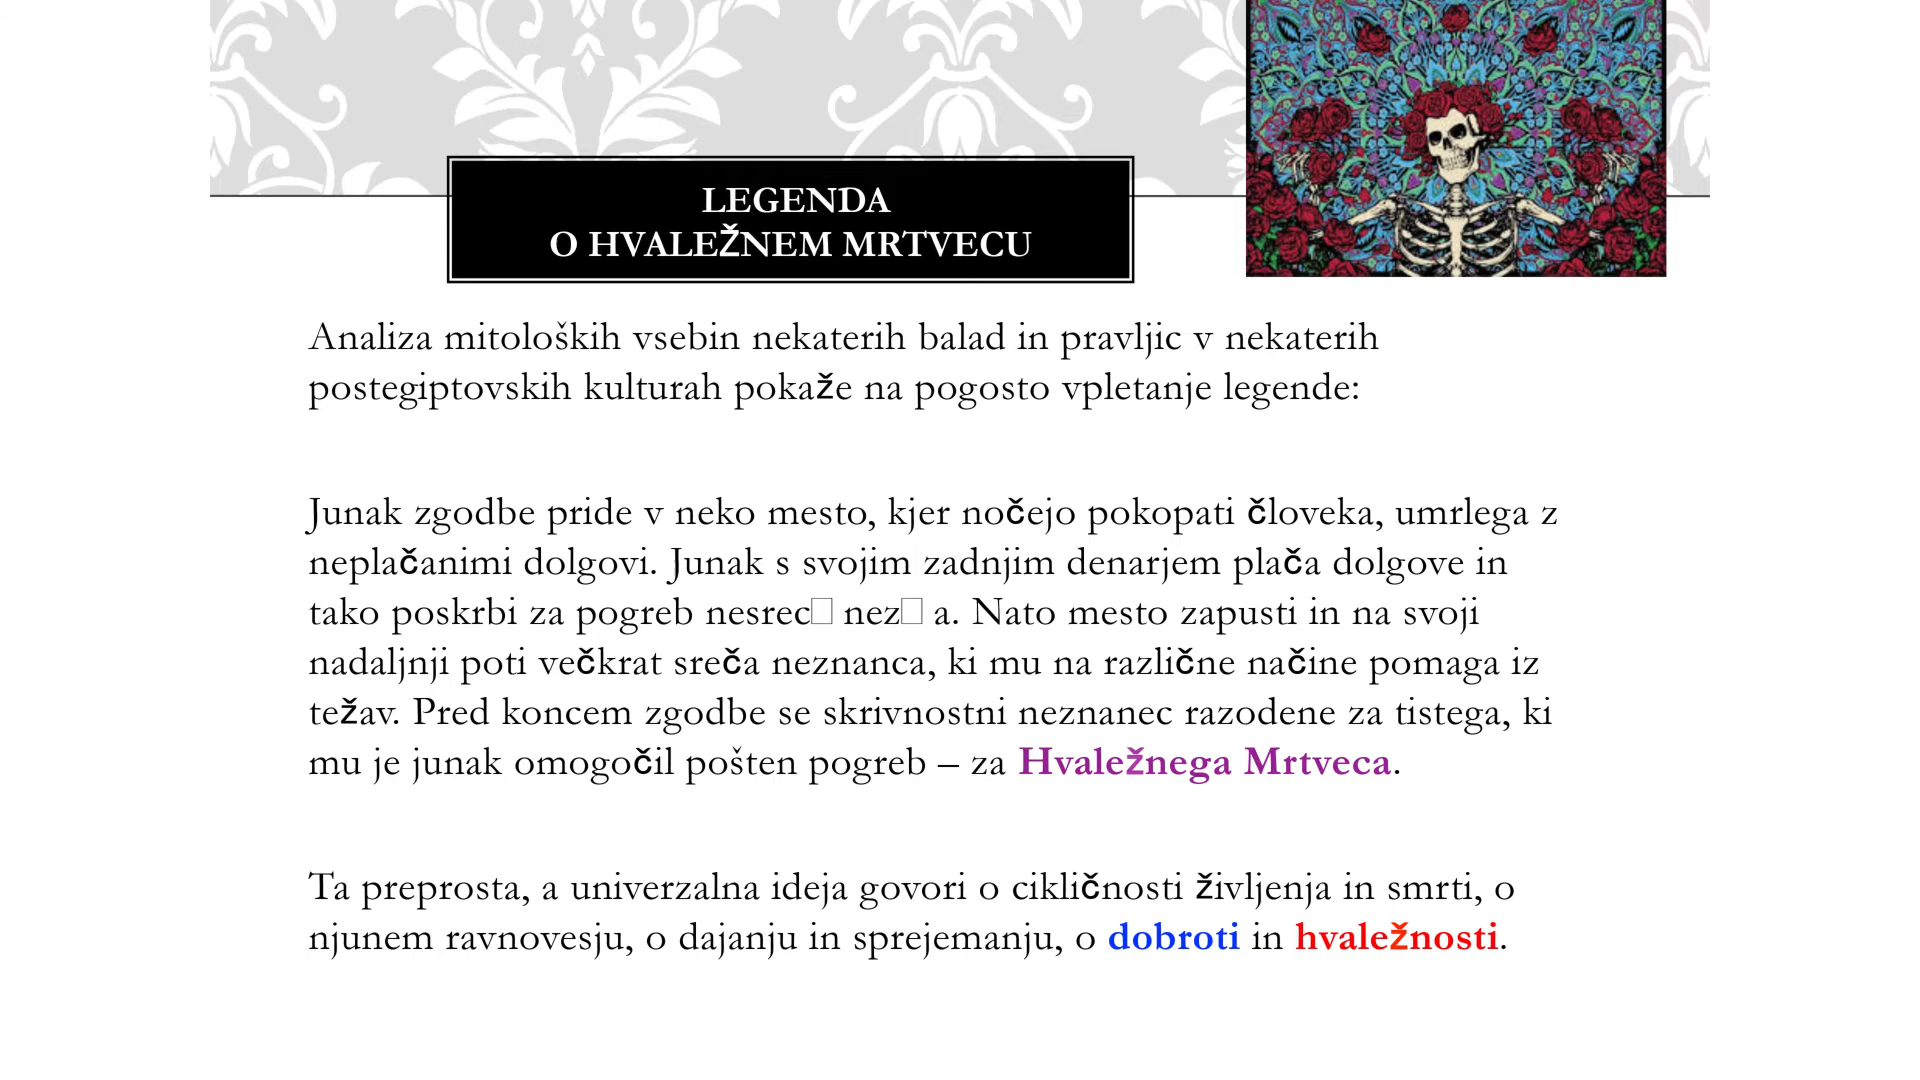 LEGENDA
O HVALEŽNEM MRTVECU
Analiza mitoloških vsebin nekaterih balad in pravljic v nekaterih
postegiptovskih kulturah pokaže na pogosto vpletanje legende:
Junak zgodbe pride v neko mesto, kjer nočejo pokopati človeka, umrlega z
neplačanimi dolgovi. Junak s svojim zadnjim denarjem plača dolgove in
tako poskrbi za pogreb nesrec□ nez□ a. Nato mesto zapusti in na svoji
nadaljnji poti večkrat sreča neznanca, ki mu na različne načine pomaga iz
težav. Pred koncem zgodbe se skrivnostni neznanec razodene za tistega, ki
mu je junak omogočil pošten pogreb – za Hvaležnega Mrtveca.
Ta preprosta, a univerzalna ideja govori o cikličnosti življenja in smrti, o
njunem ravnovesju, o dajanju in sprejemanju, o dobroti in hvaležnosti.